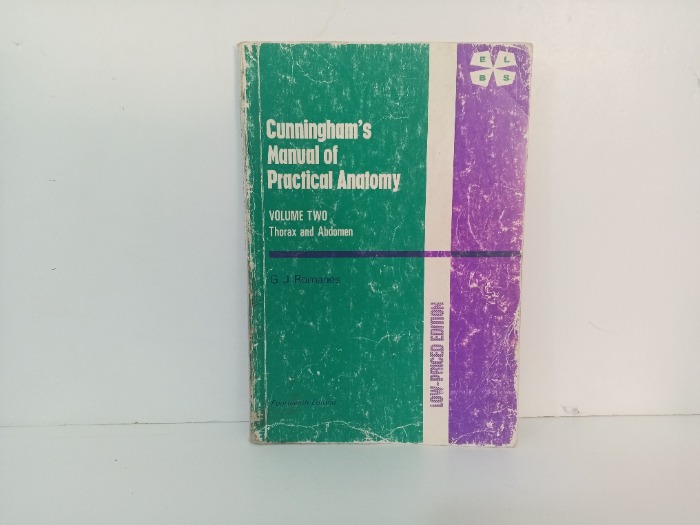 E L
B S
Cunningham's
Manual of
Practical Anatomy
VOLUME TWO
Thorax and Abdomen
G J Romanes
LOW-PRICED EDITION
Fourteenth Edition